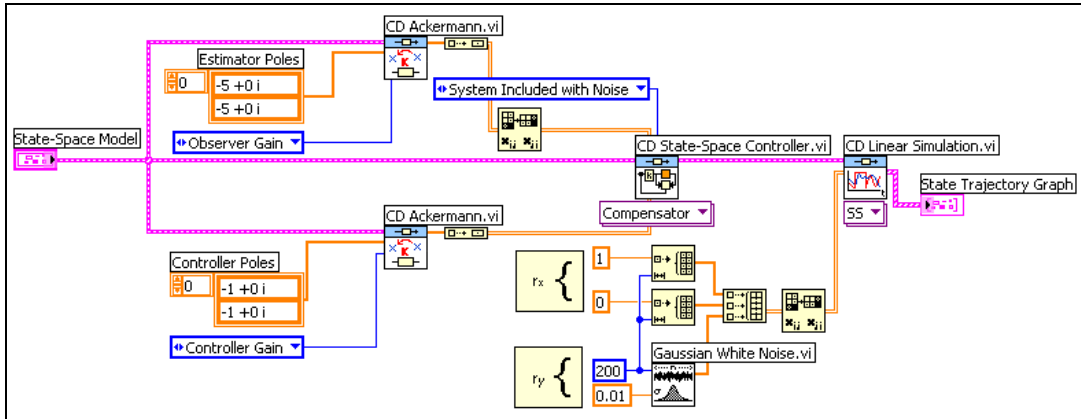 CD Ackermann.vi
Estimator Poles
0
-5 +0 i
-5 +0 i
System Included with Noise
Observer Gain
State-Space Model
CD State-Space Controller.vi
CD Linear Simulation.vi
State Trajectory Graph
Compensator
SS
CD Ackermann.vi
Controller Poles
0
-1 +0 i
-1 +0 i
Controller Gain
rx {
1
0
ry {
200
0.01
Gaussian White Noise.vi